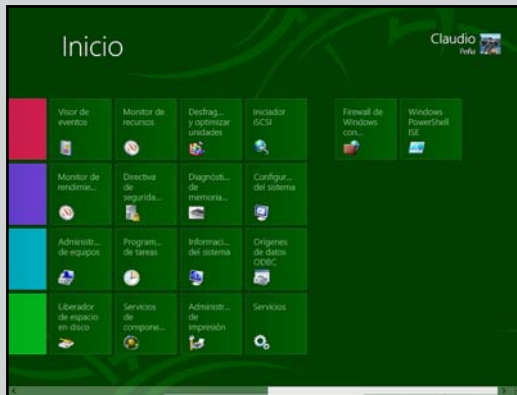 Inicio
Claudio
Peña
Visor de
eventos
Monitor de
recursos
Desfrag...
y optimizar
unidades
Iniciador
iSCSI
Firewall de
Windows
con...
Windows
PowerShell
ISE
Monitor de
rendimie...
Directiva
de
segurida...
Diagnósti...
de
memoria...
Configur...
del sistema
Administr...
de equipos
Program...
de tareas
Informaci...
del sistema
Orígenes
de datos
ODBC
Liberador
de espacio
en disco
Servicios
de
compone...
Administr...
de
impresión
Servicios